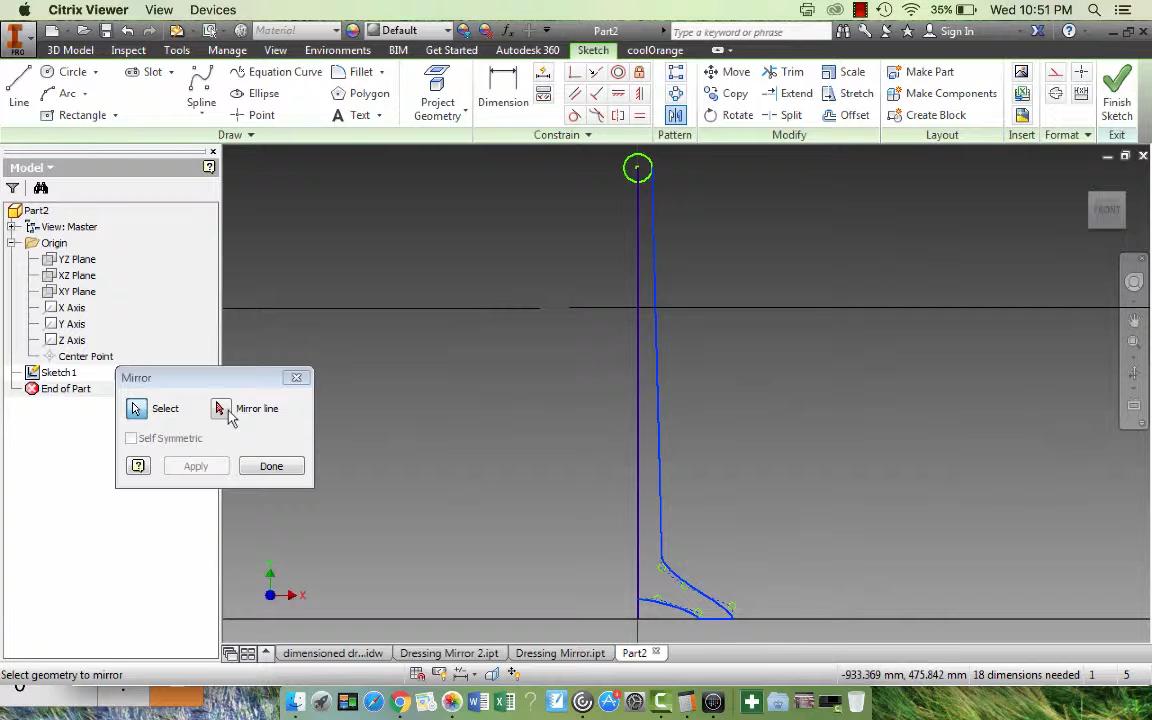 Citrix Viewer View Devices 35% Wed 10:51 PM
PRO Material Default Part2 Type a keyword or phrase Sign In
3D Model Inspect Tools Manage View Environments BIM Get Started Autodesk 360 Sketch coolOrange
Line Circle Arc Rectangle Slot Spline Equation Curve Ellipse Point Fillet Polygon Text Project Geometry Dimension Move Copy Rotate Trim Extend Split Scale Stretch Offset Make Part Make Components Create Block Finish Sketch
Draw Constrain Pattern Modify Layout Insert Format Exit
Model
Part2
View: Master
Origin
YZ Plane
XZ Plane
XY Plane
X Axis
Y Axis
Z Axis
Center Point
Sketch1
End of Part
Mirror
Select Mirror line
Self Symmetric
Apply Done
FRONT
X
dimensioned dr...idw Dressing Mirror 2.ipt Dressing Mirror.ipt Part2
Select geometry to mirror -933.369 mm, 475.842 mm 18 dimensions needed 1 5